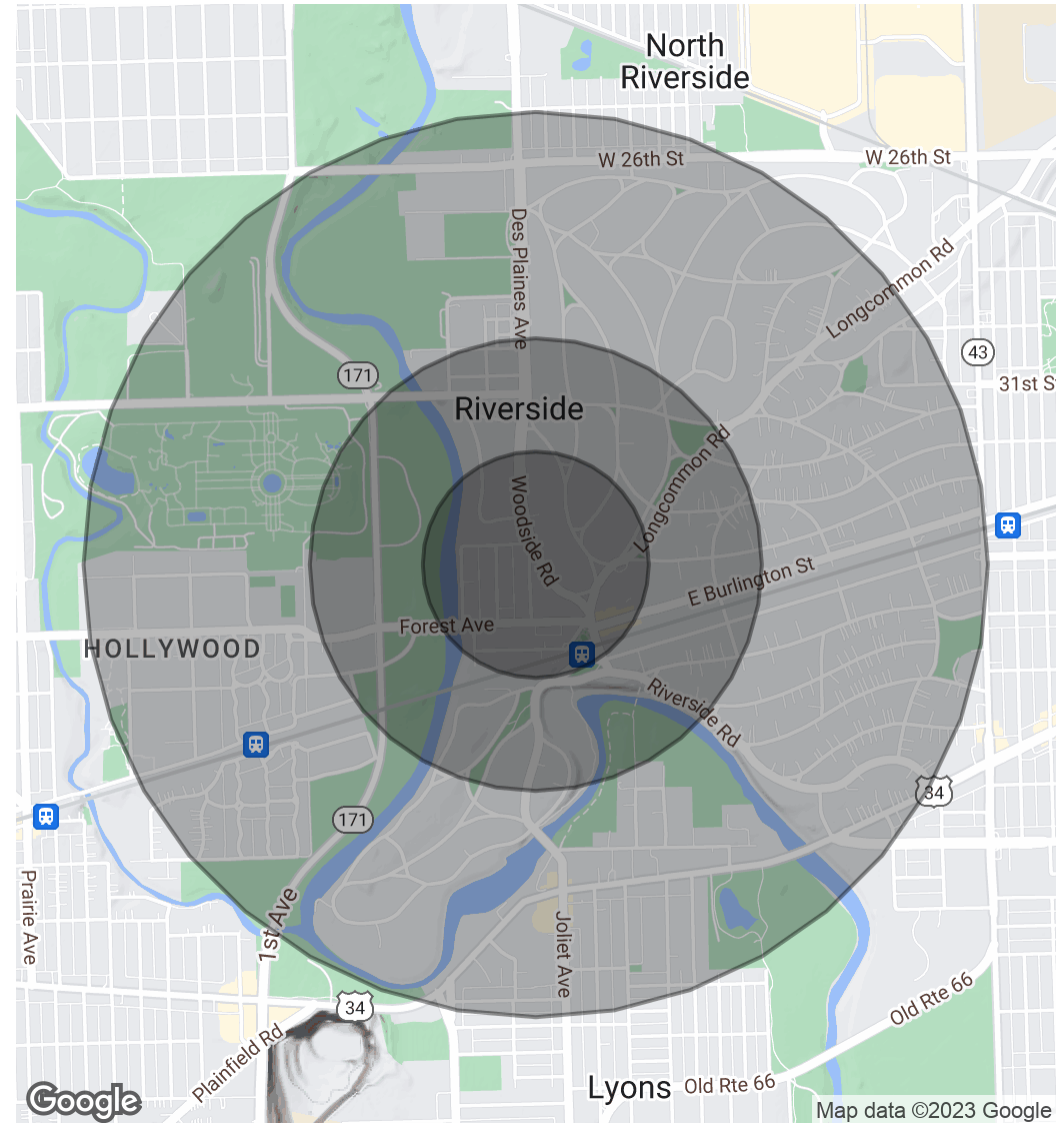 North
Riverside
W 26th St
W 26th St
Des Plaines Ave
Longcommon Rd
43
171
31st St
Riverside
Longcommon Rd
Woodside Rd
E Burlington St
Forest Ave
HOLLYWOOD
Riverside Rd
34
171
Prairie Ave
1st Ave
Joliet Ave
Old Rte 66
34
Plainfield Rd
Lyons
Old Rte 66
Google
Map data ©2023 Google